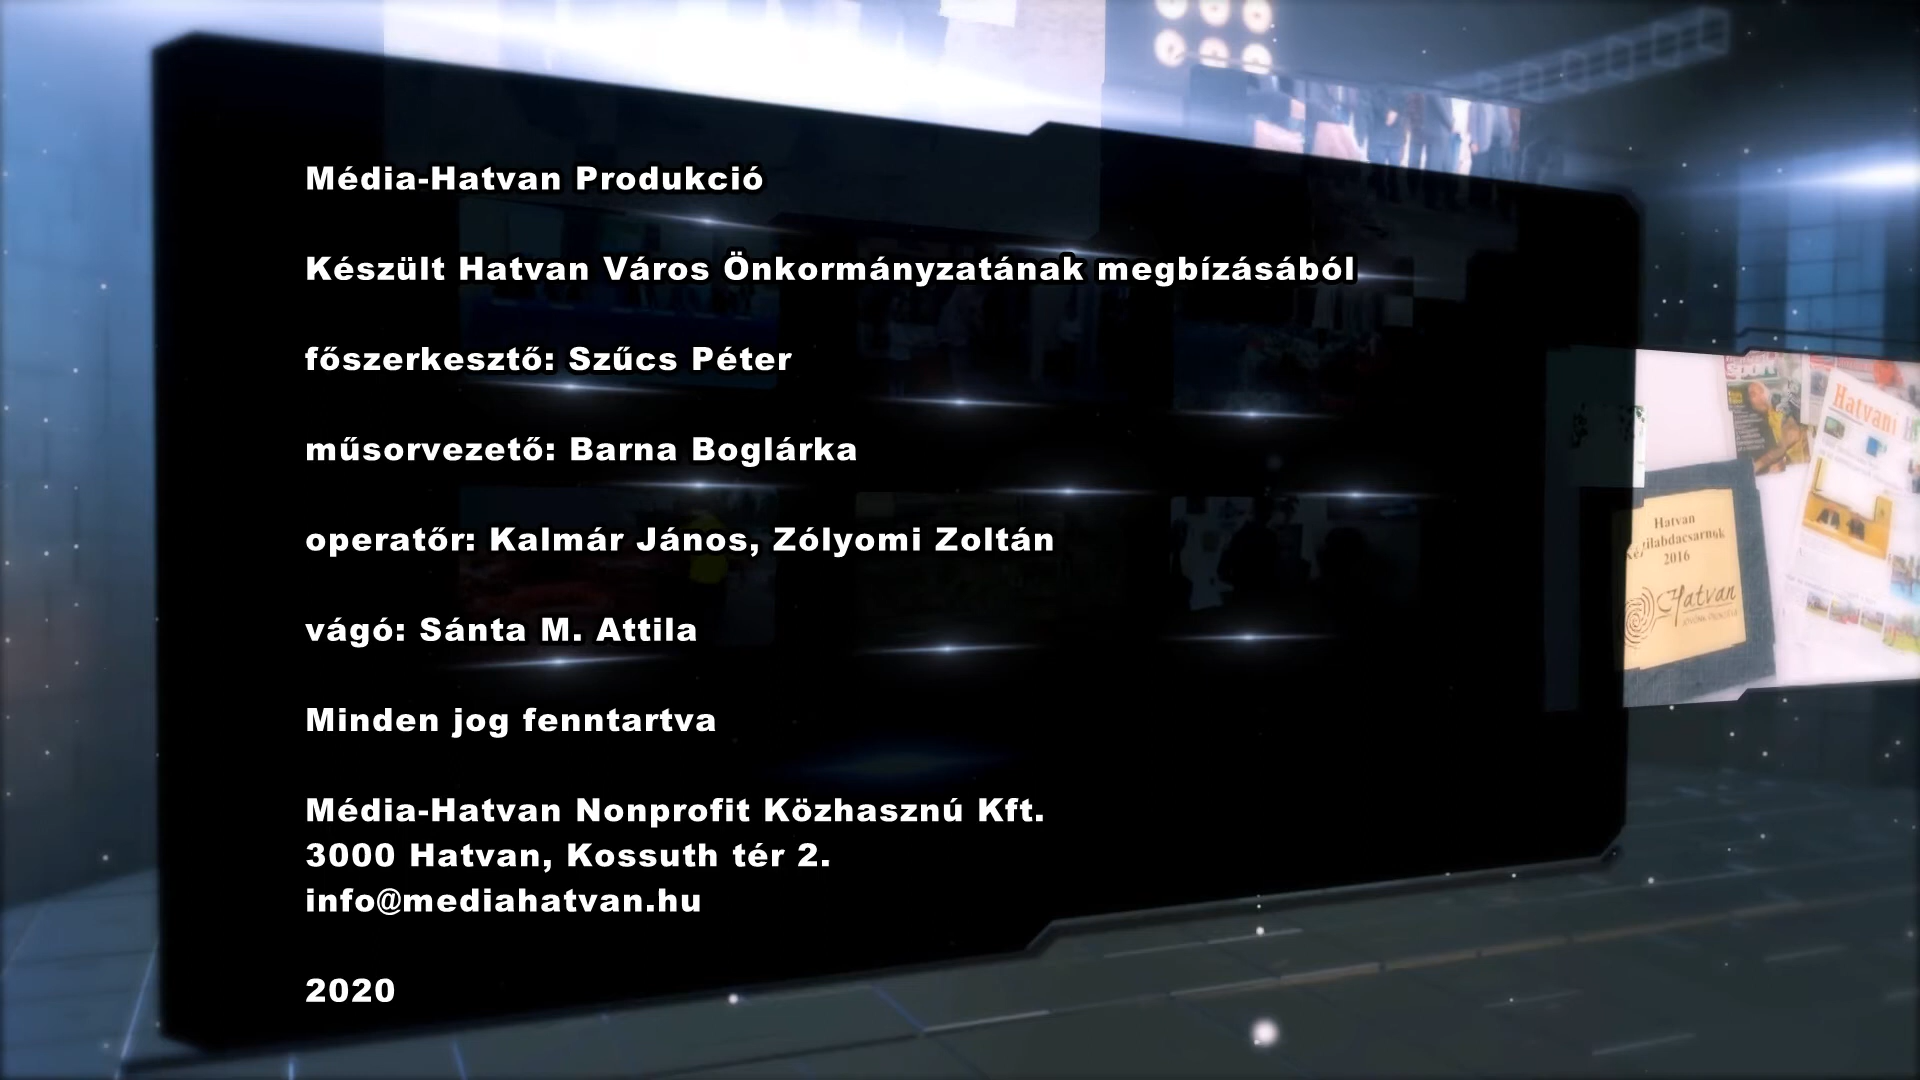 Média-Hatvan Produkció
Készült Hatvan Város Önkormányzatának megbízásából
főszerkesztő: Szűcs Péter
műsorvezető: Barna Boglárka
operatőr: Kalmár János, Zólyomi Zoltán
vágó: Sánta M. Attila
Minden jog fenntartva
Média-Hatvan Nonprofit Közhasznú Kft.
3000 Hatvan, Kossuth tér 2.
info@mediahatvan.hu
2020
sport
Hatvani
Hatvan
2016
Hatvan